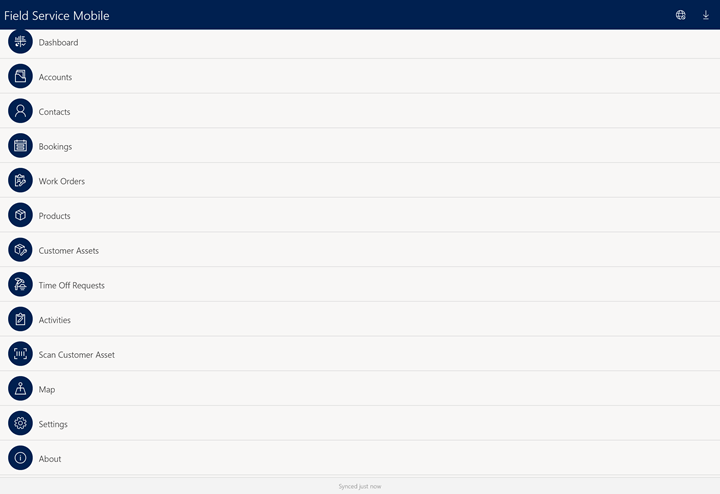 Field Service Mobile
Dashboard
Accounts
Contacts
Bookings
Work Orders
Products
Customer Assets
Time Off Requests
Activities
Scan Customer Asset
Map
Settings
About
Synced just now